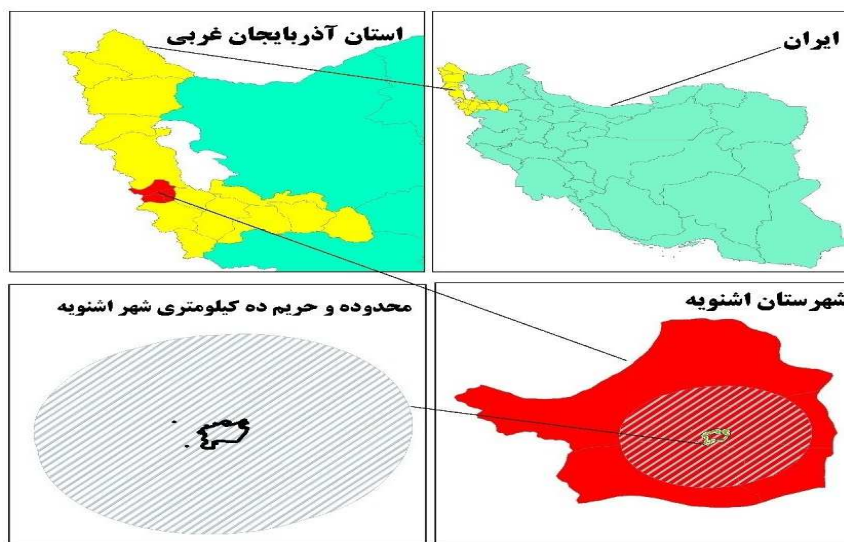 ایران
استان آذربایجان غربی
شهرستان اشنویه
محدوده و حریم ده کیلومتری شهر اشنویه